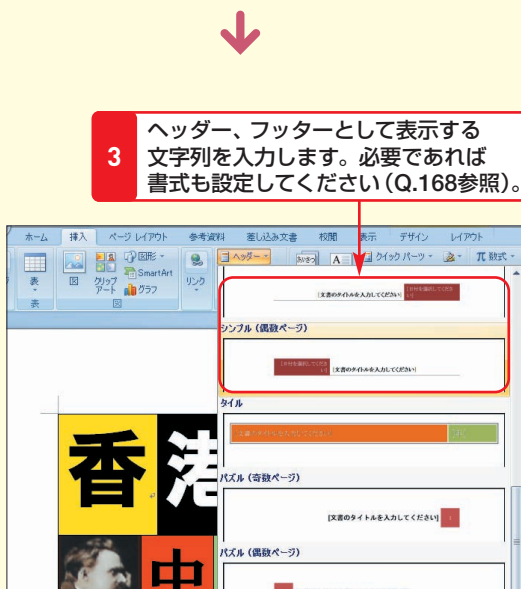 3
ヘッダー、フッターとして表示する
文字列を入力します。必要であれば
書式も設定してください（Q.168参照）。
ホーム 挿入 ページ レイアウト 参考資料 差し込み文書 校閲 表示 デザイン レイアウト
表 図 クリップ アート 図形 SmartArt グラフ リンク ヘッダー クイック パーツ π 数式
表 図
[文書のタイトルを入力してください]
シンプル (偶数ページ)
[文書のタイトルを入力してください]
タイル
パズル (奇数ページ)
[文書のタイトルを入力してください]
パズル (偶数ページ)
香港
中